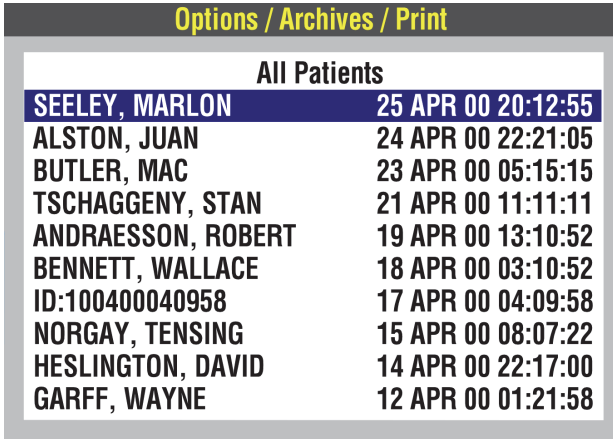 Options / Archives / Print
All Patients
SEELEY, MARLON 25 APR 00 20:12:55
ALSTON, JUAN 24 APR 00 22:21:05
BUTLER, MAC 23 APR 00 05:15:15
TSCHAGGENY, STAN 21 APR 00 11:11:11
ANDRAESSON, ROBERT 19 APR 00 13:10:52
BENNETT, WALLACE 18 APR 00 03:10:52
ID:100400040958 17 APR 00 04:09:58
NORGAY, TENSING 15 APR 00 08:07:22
HESLINGTON, DAVID 14 APR 00 22:17:00
GARFF, WAYNE 12 APR 00 01:21:58